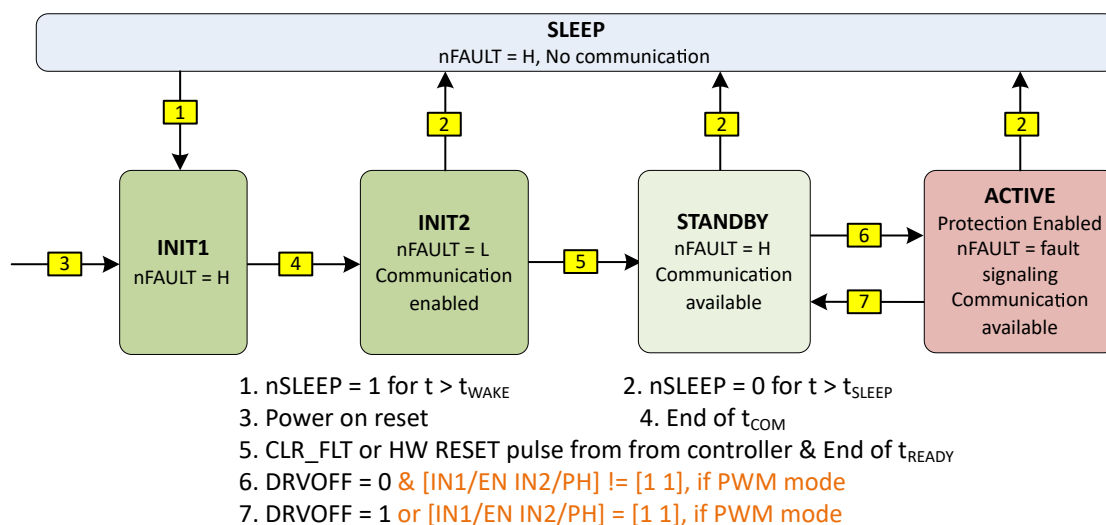 SLEEP
nFAULT = H, No communication
1
2
2
2
INIT1
nFAULT = H
INIT2
nFAULT = L
Communication
enabled
STANDBY
nFAULT = H
Communication
available
ACTIVE
Protection Enabled
nFAULT = fault
signaling
Communication
available
3
4
5
6
7
1. nSLEEP = 1 for t > tWAKE
2. nSLEEP = 0 for t > tSLEEP
3. Power on reset
4. End of tCOM
5. CLR_FLT or HW RESET pulse from from controller & End of tREADY
6. DRVOFF = 0 & [IN1/EN IN2/PH] != [1 1], if PWM mode
7. DRVOFF = 1 or [IN1/EN IN2/PH] = [1 1], if PWM mode